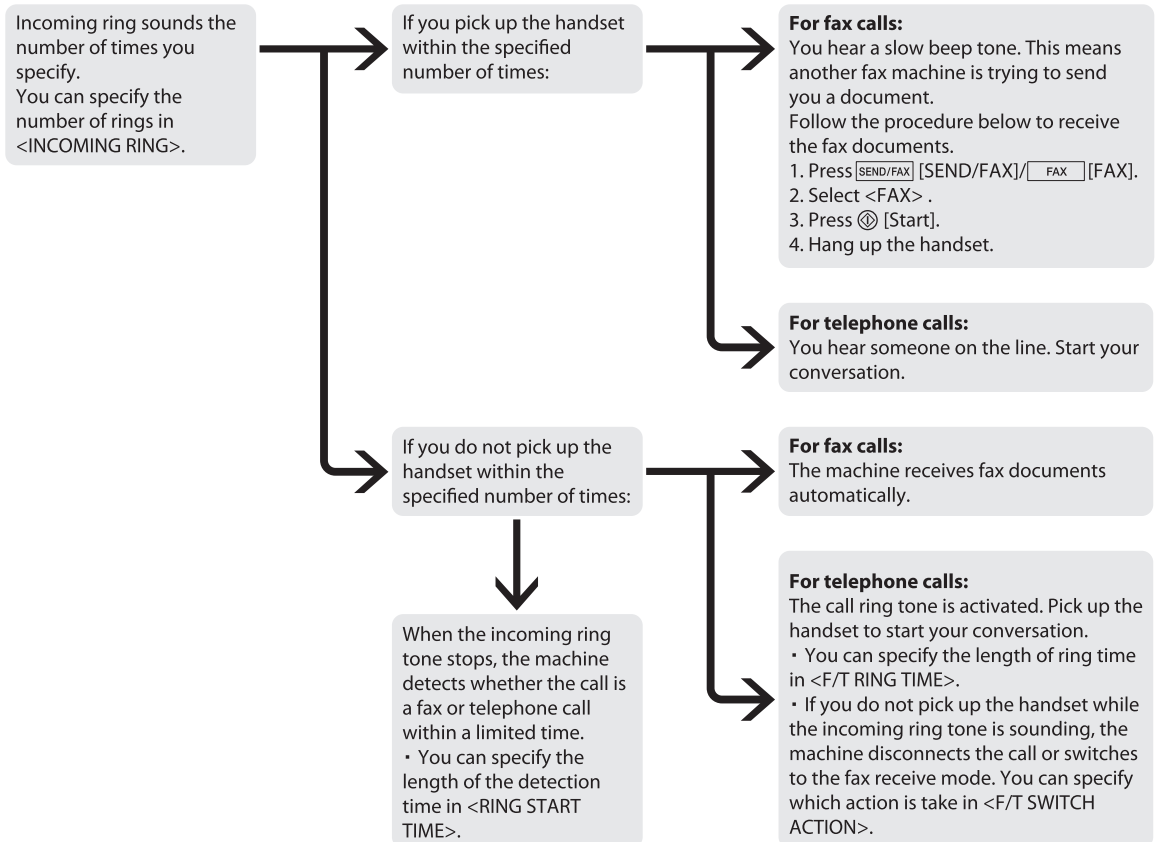 Incoming ring sounds the
number of times you
specify.
You can specify the
number of rings in
<INCOMING RING>.
If you pick up the handset
within the specified
number of times:
For fax calls:
You hear a slow beep tone. This means
another fax machine is trying to send
you a document.
Follow the procedure below to receive
the fax documents.
1. Press SEND/FAX [SEND/FAX]/ FAX [FAX].
2. Select <FAX> .
3. Press [Start].
4. Hang up the handset.
For telephone calls:
You hear someone on the line. Start your
conversation.
If you do not pick up the
handset within the
specified number of times:
For fax calls:
The machine receives fax documents
automatically.
When the incoming ring
tone stops, the machine
detects whether the call is
a fax or telephone call
within a limited time.
・You can specify the
length of the detection
time in <RING START
TIME>.
For telephone calls:
The call ring tone is activated. Pick up the
handset to start your conversation.
・You can specify the length of ring time
in <F/T RING TIME>.
・If you do not pick up the handset while
the incoming ring tone is sounding, the
machine disconnects the call or switches
to the fax receive mode. You can specify
which action is take in <F/T SWITCH
ACTION>.